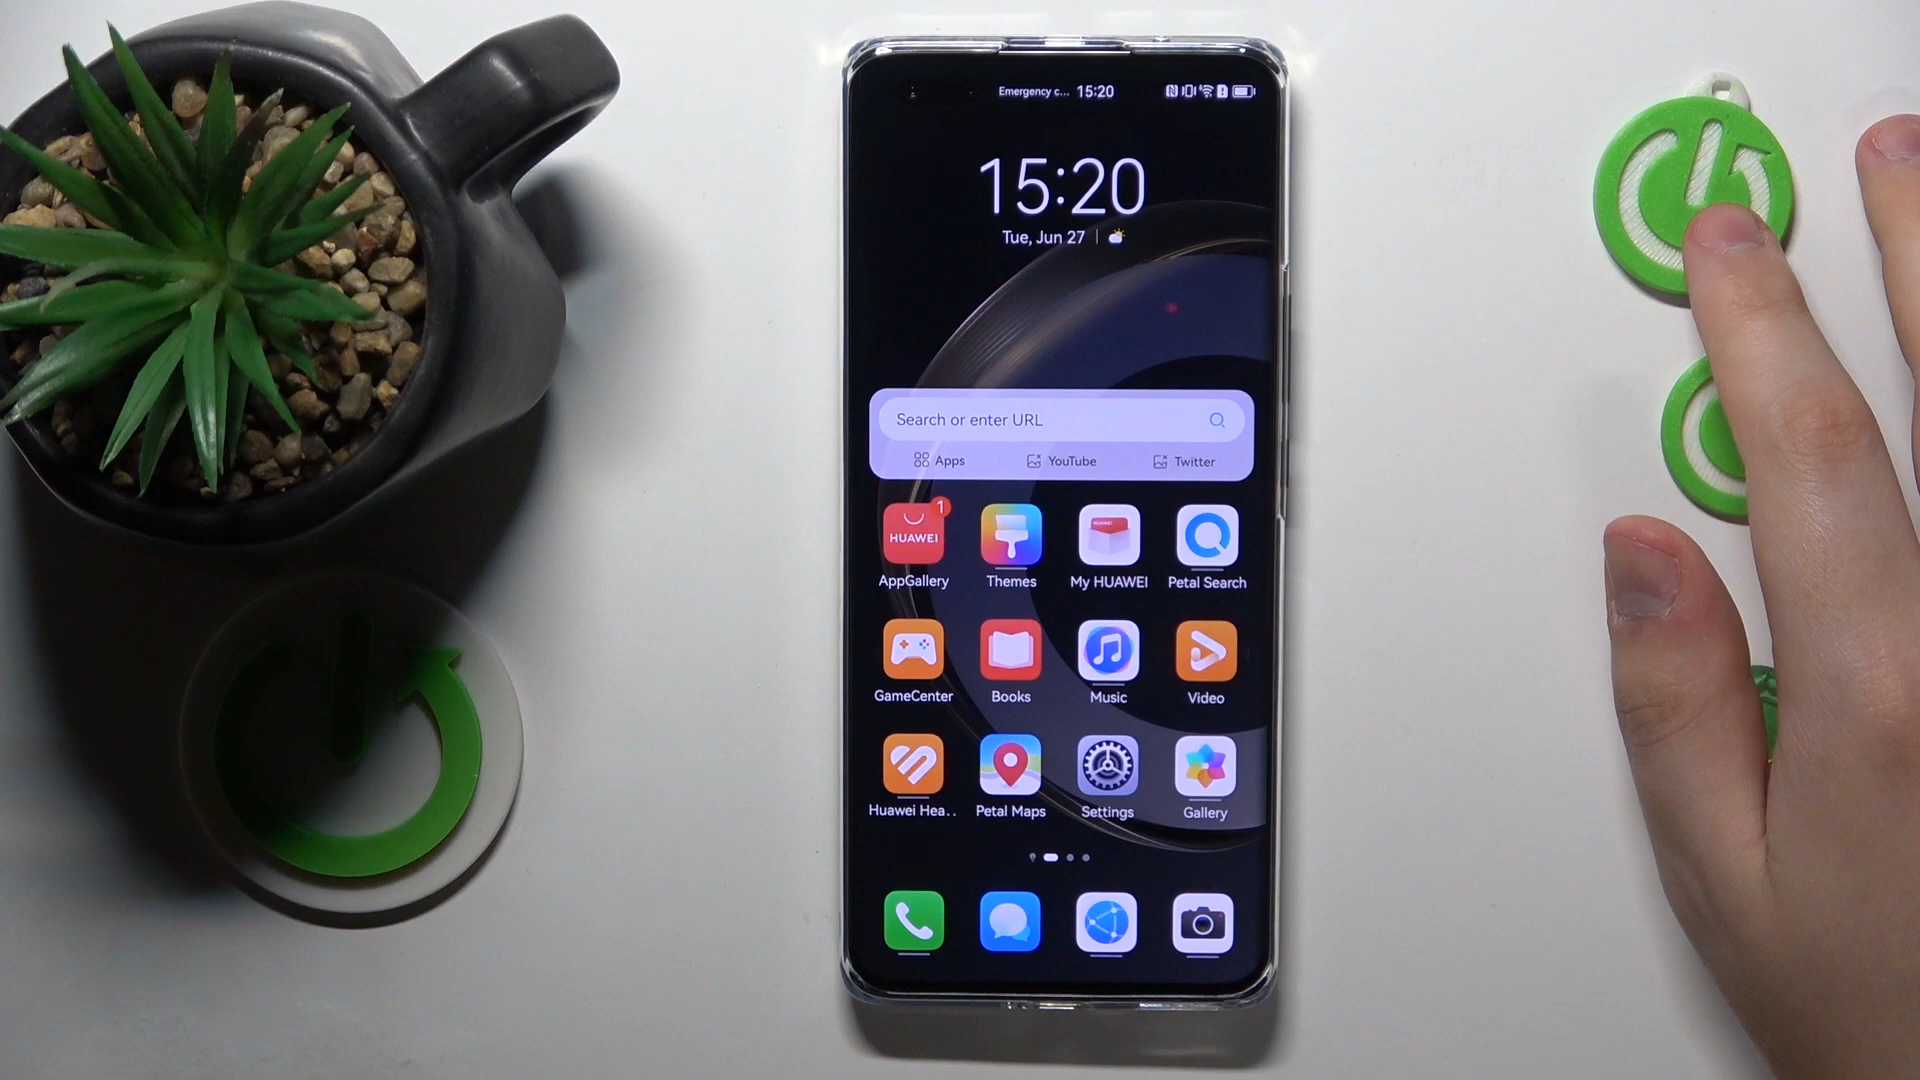 Emergency c... 15:20
15:20
Tue, Jun 27
Search or enter URL
Apps YouTube Twitter
1
HUAWEI
HUAWEI
AppGallery Themes My HUAWEI Petal Search
GameCenter Books Music Video
Huawei Hea.. Petal Maps Settings Gallery